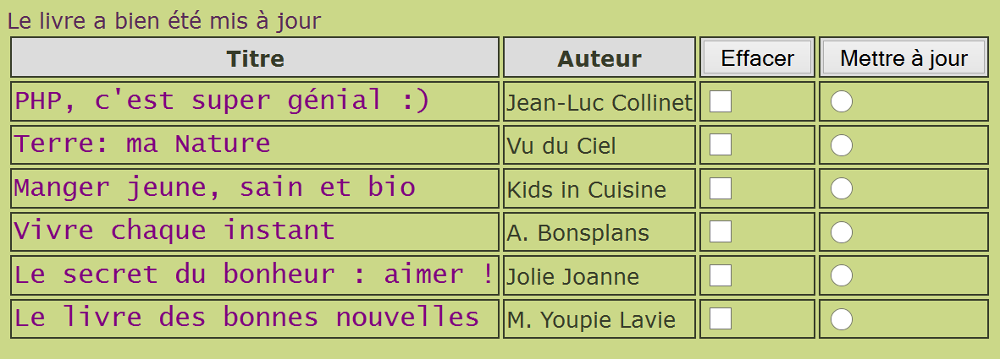 Le livre a bien été mis à jour
Titre Auteur Effacer Mettre à jour
PHP, c'est super génial :) Jean-Luc Collinet
Terre: ma Nature Vu du Ciel
Manger jeune, sain et bio Kids in Cuisine
Vivre chaque instant A. Bonsplans
Le secret du bonheur : aimer ! Jolie Joanne
Le livre des bonnes nouvelles M. Youpie Lavie